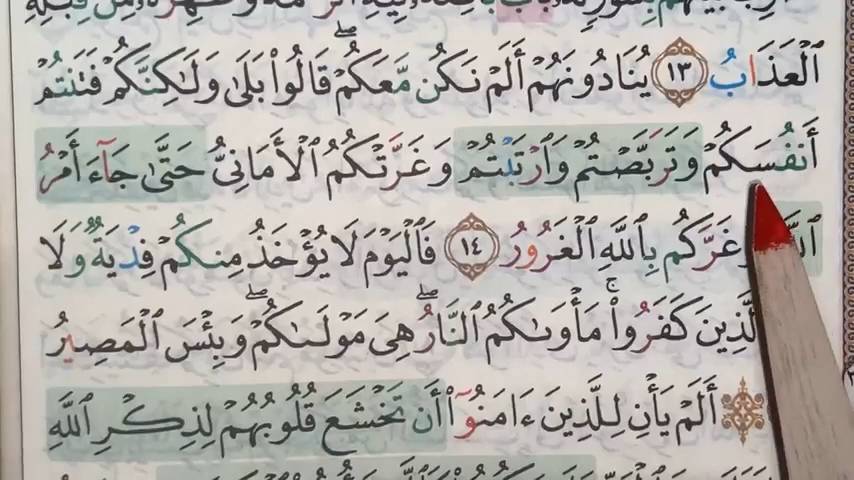 ٱلۡعَذَابُ ١٣ يُنَادُونَهُمۡ أَلَمۡ نَكُن مَّعَكُمۡۖ قَالُواْ بَلَىٰ وَلَٰكِنَّكُمۡ فَتَنتُمۡ
أَنفُسَكُمۡ وَتَرَبَّصۡتُمۡ وَٱرۡتَبۡتُمۡ وَغَرَّتۡكُمُ ٱلۡأَمَانِيُّ حَتَّىٰ جَآءَ أَمۡرُ
وَغَرَّكُم بِٱللَّهِ ٱلۡغَرُورُ ١٤ فَٱلۡيَوۡمَ لَا يُؤۡخَذُ مِنكُمۡ فِدۡيَةٞ وَلَا
ٱلَّذِينَ كَفَرُواْۚ مَأۡوَىٰكُمُ ٱلنَّارُۖ هِيَ مَوۡلَىٰكُمۡۖ وَبِئۡسَ ٱلۡمَصِيرُ
أَلَمۡ يَأۡنِ لِلَّذِينَ ءَامَنُوٓاْ أَن تَخۡشَعَ قُلُوبُهُمۡ لِذِكۡرِ ٱللَّهِ